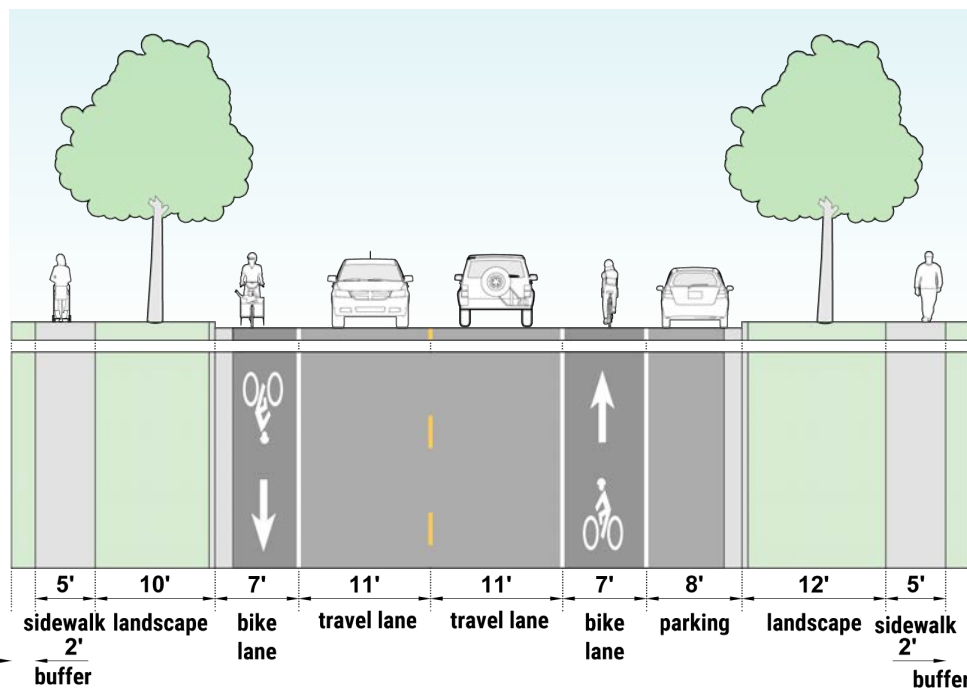 5' 10' 7' 11' 11' 7' 8' 12' 5'
sidewalk landscape bike lane travel lane travel lane bike lane parking landscape sidewalk
2' buffer 2' buffer